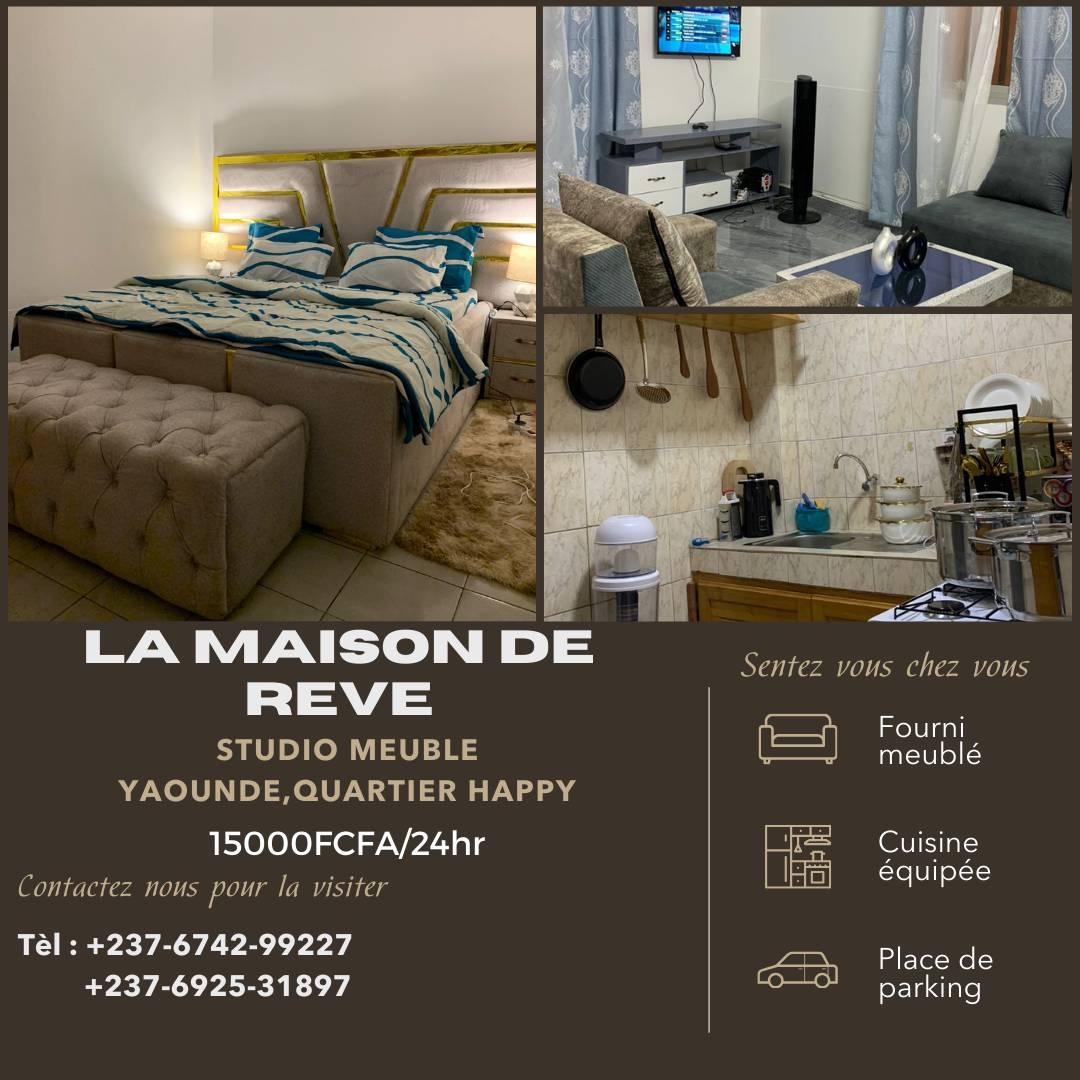 LA MAISON DE
REVE
STUDIO MEUBLE
YAOUNDE,QUARTIER HAPPY
15000FCFA/24hr
Contactez nous pour la visiter
Tèl : +237-6742-99227
+237-6925-31897
Sentez vous chez vous
Fourni
meublé
Cuisine
équipée
Place de
parking